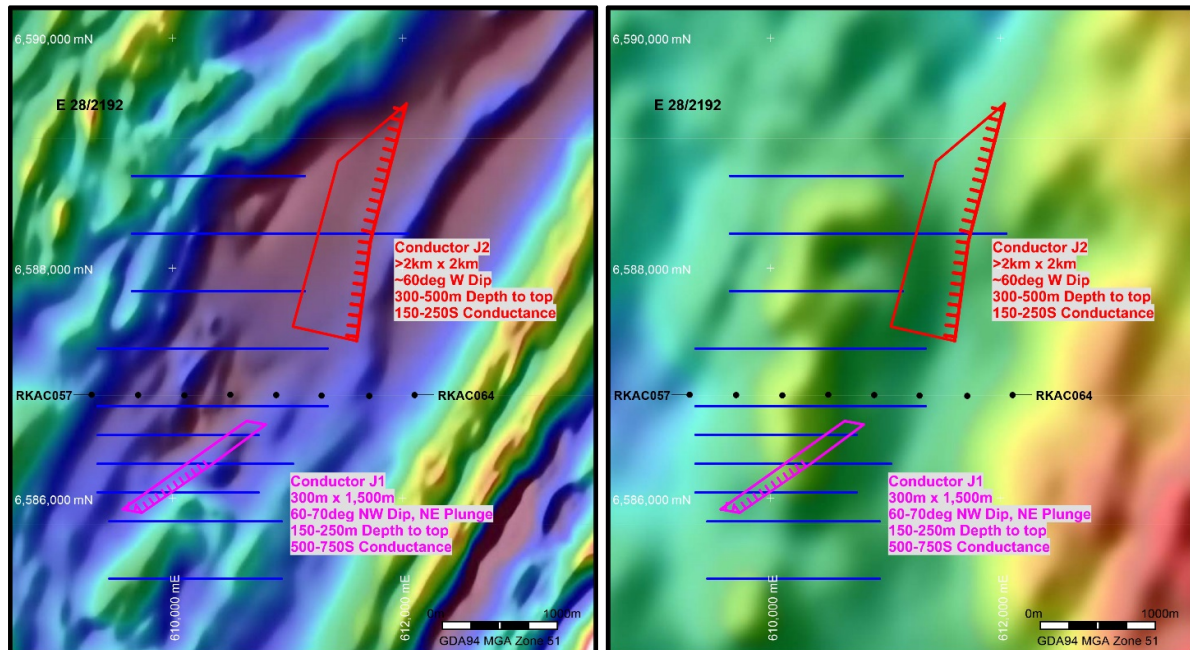 6,590,000 mN
E 28/2192
Conductor J2
>2km x 2km
~60deg W Dip
300-500m Depth to top
150-250S Conductance
6,588,000 mN
RKAC057
RKAC064
Conductor J1
300m x 1,500m
60-70deg NW Dip, NE Plunge
150-250m Depth to top
500-750S Conductance
6,586,000 mN
610,000 mE
612,000 mE
0m
1000m
GDA94 MGA Zone 51
6,590,000 mN
E 28/2192
Conductor J2
>2km x 2km
~60deg W Dip
300-500m Depth to top
150-250S Conductance
6,588,000 mN
RKAC057
RKAC064
Conductor J1
300m x 1,500m
60-70deg NW Dip, NE Plunge
150-250m Depth to top
500-750S Conductance
6,586,000 mN
610,000 mE
612,000 mE
0m
1000m
GDA94 MGA Zone 51